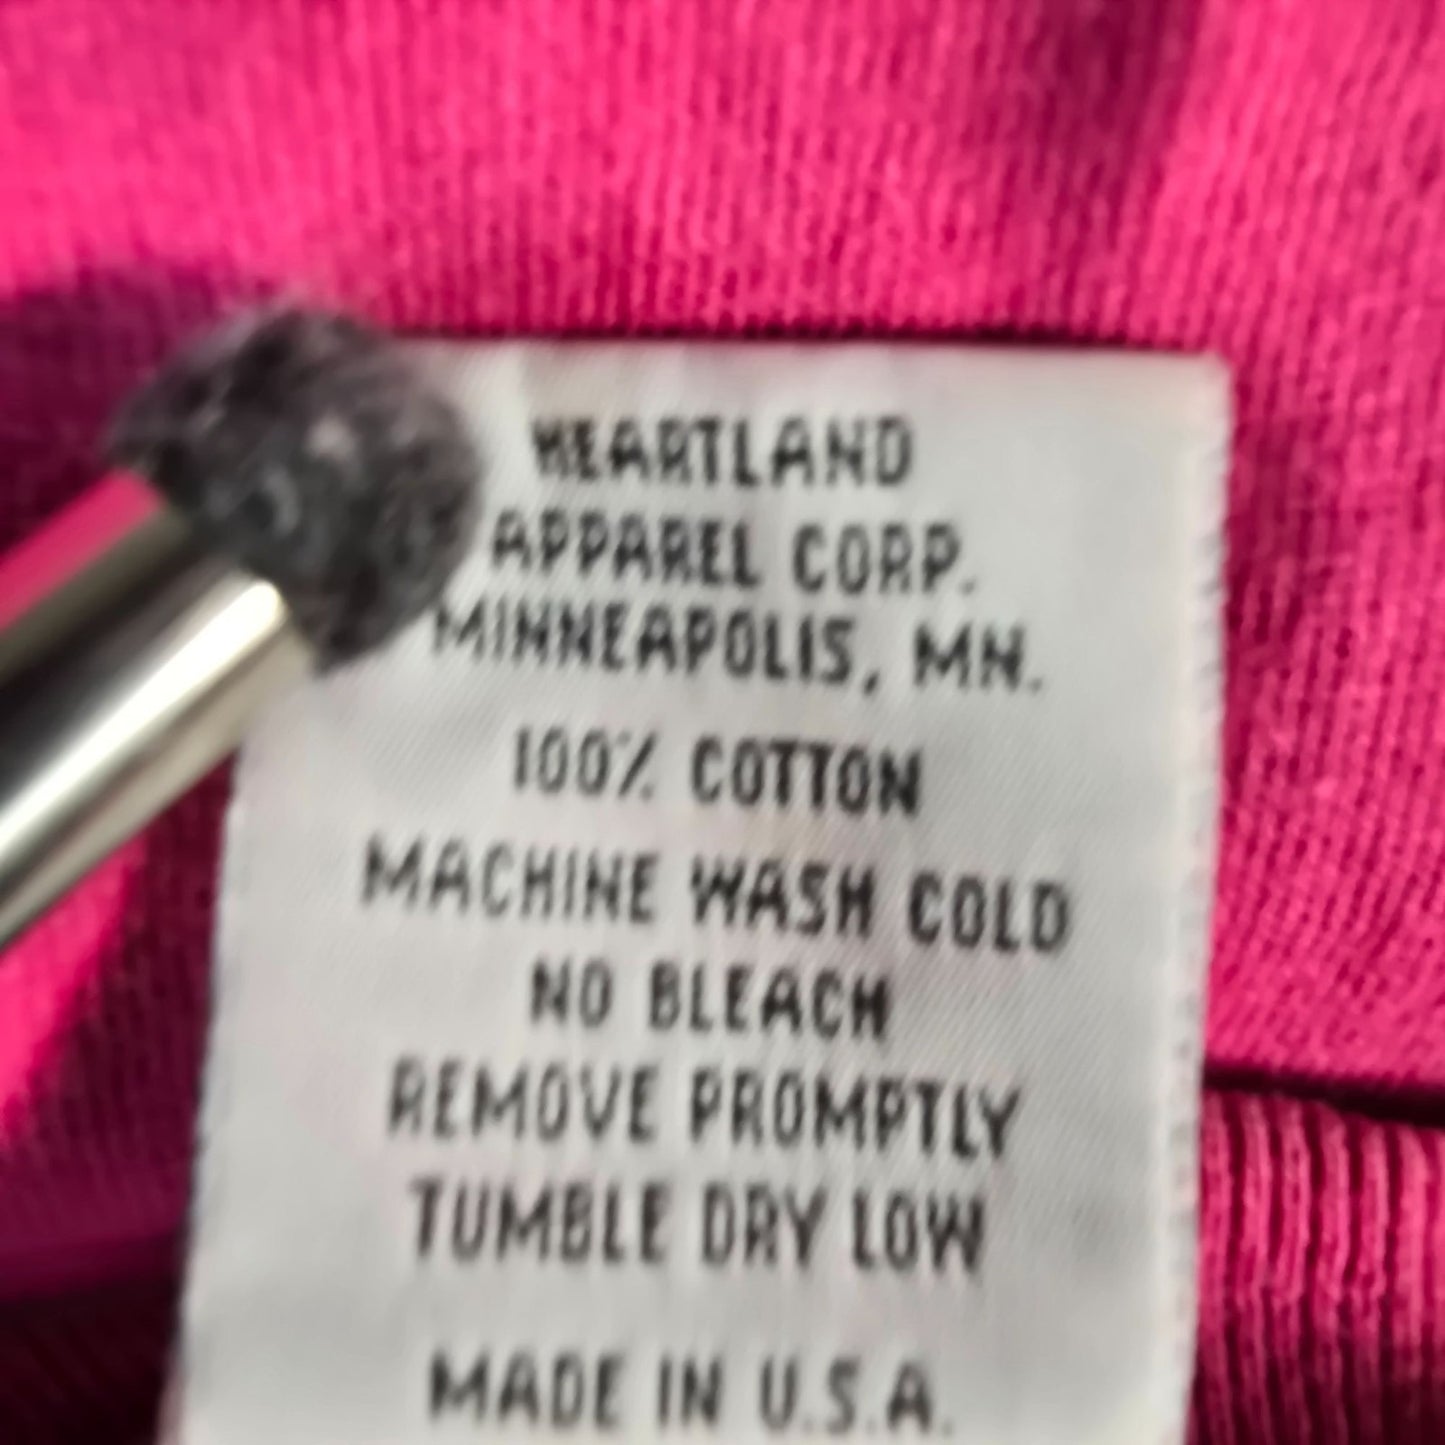 HEARTLAND
APPAREL CORP.
MINNEAPOLIS, MN.
100% COTTON
MACHINE WASH COLD
NO BLEACH
REMOVE PROMPTLY
TUMBLE DRY LOW
MADE IN U.S.A.